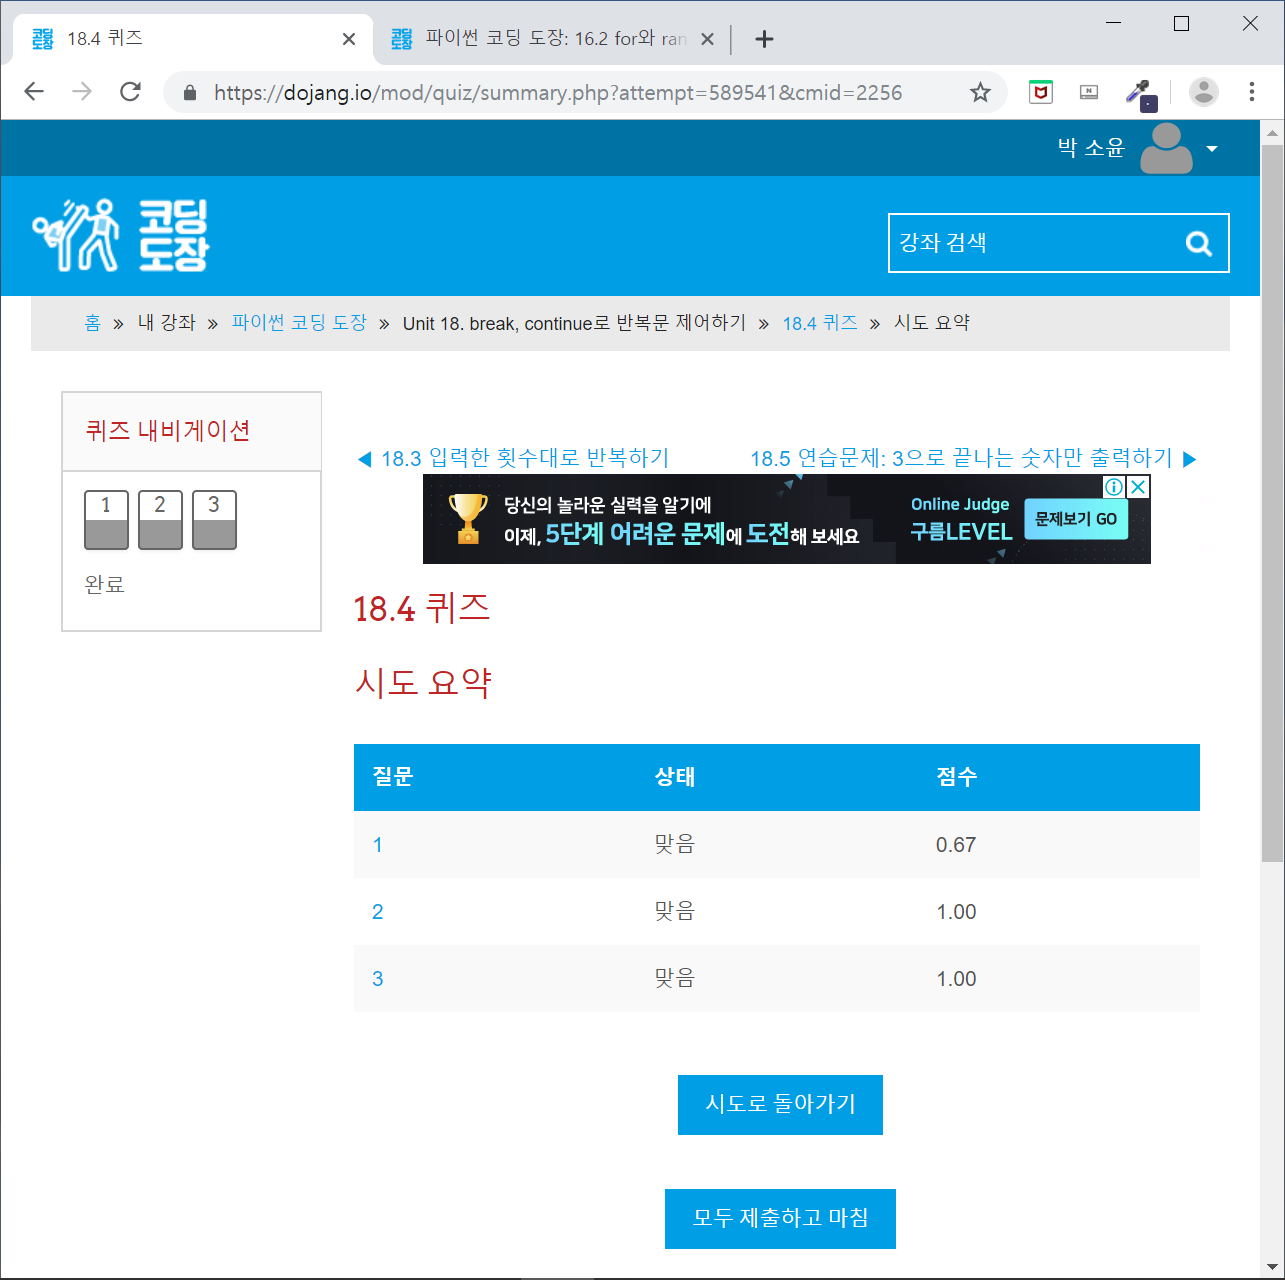 18.4 퀴즈
파이썬 코딩 도장: 16.2 for와 ran
https://dojang.io/mod/quiz/summary.php?attempt=589541&cmid=2256
박 소윤
코딩
도장
강좌 검색
홈 » 내 강좌 » 파이썬 코딩 도장 » Unit 18. break, continue로 반복문 제어하기 » 18.4 퀴즈 » 시도 요약
퀴즈 내비게이션
1 2 3
완료
◀ 18.3 입력한 횟수대로 반복하기
18.5 연습문제: 3으로 끝나는 숫자만 출력하기 ▶
당신의 놀라운 실력을 알기에
이제, 5단계 어려운 문제에 도전해 보세요
Online Judge
구름LEVEL
문제보기 GO
18.4 퀴즈
시도 요약
질문 상태 점수
1 맞음 0.67
2 맞음 1.00
3 맞음 1.00
시도로 돌아가기
모두 제출하고 마침